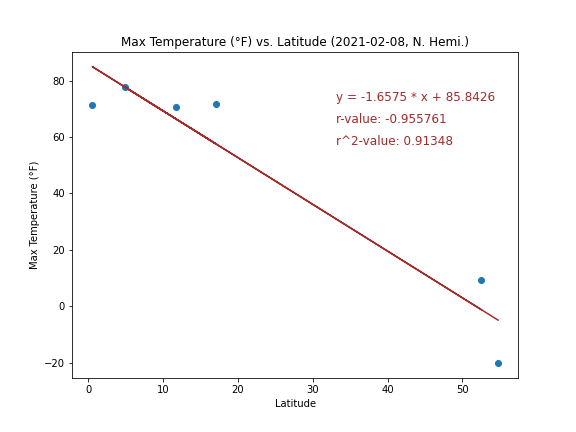 Max Temperature (°F) vs. Latitude (2021-02-08, N. Hemi.)
80
60
40
20
0
−20
Max Temperature (°F)
y = -1.6575 * x + 85.8426
r-value: -0.955761
r^2-value: 0.91348
0 10 20 30 40 50
Latitude